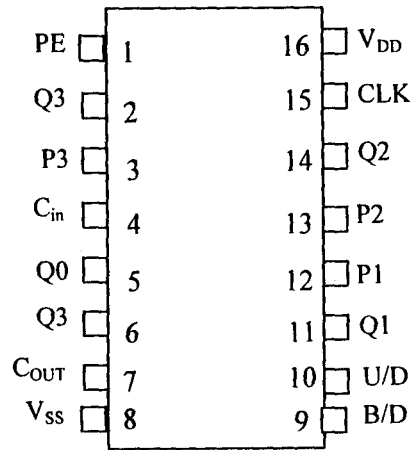 PE 1 16 VDD
Q3 2 15 CLK
P3 3 14 Q2
Cin 4 13 P2
Q0 5 12 P1
Q3 6 11 Q1
COUT 7 10 U/D
VSS 8 9 B/D